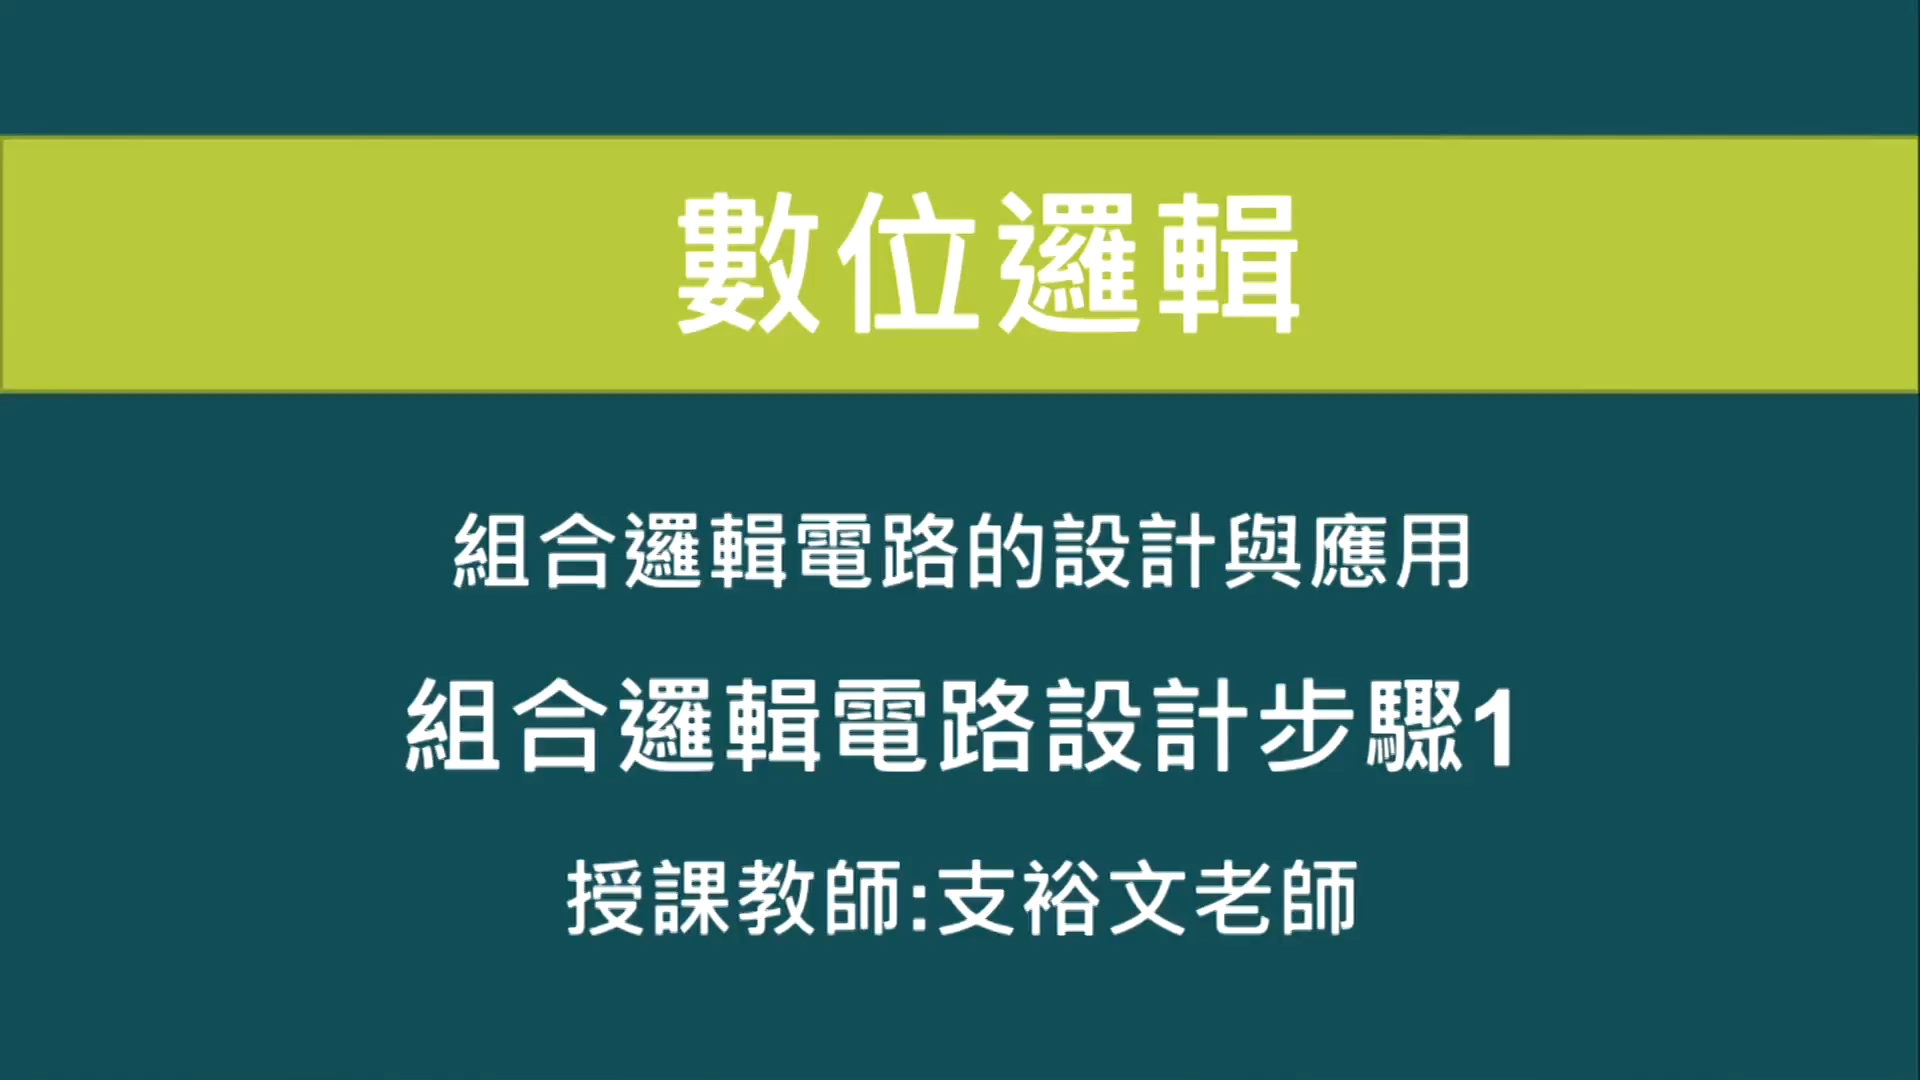 數位邏輯
組合邏輯電路的設計與應用
組合邏輯電路設計步驟1
授課教師:支裕文老師